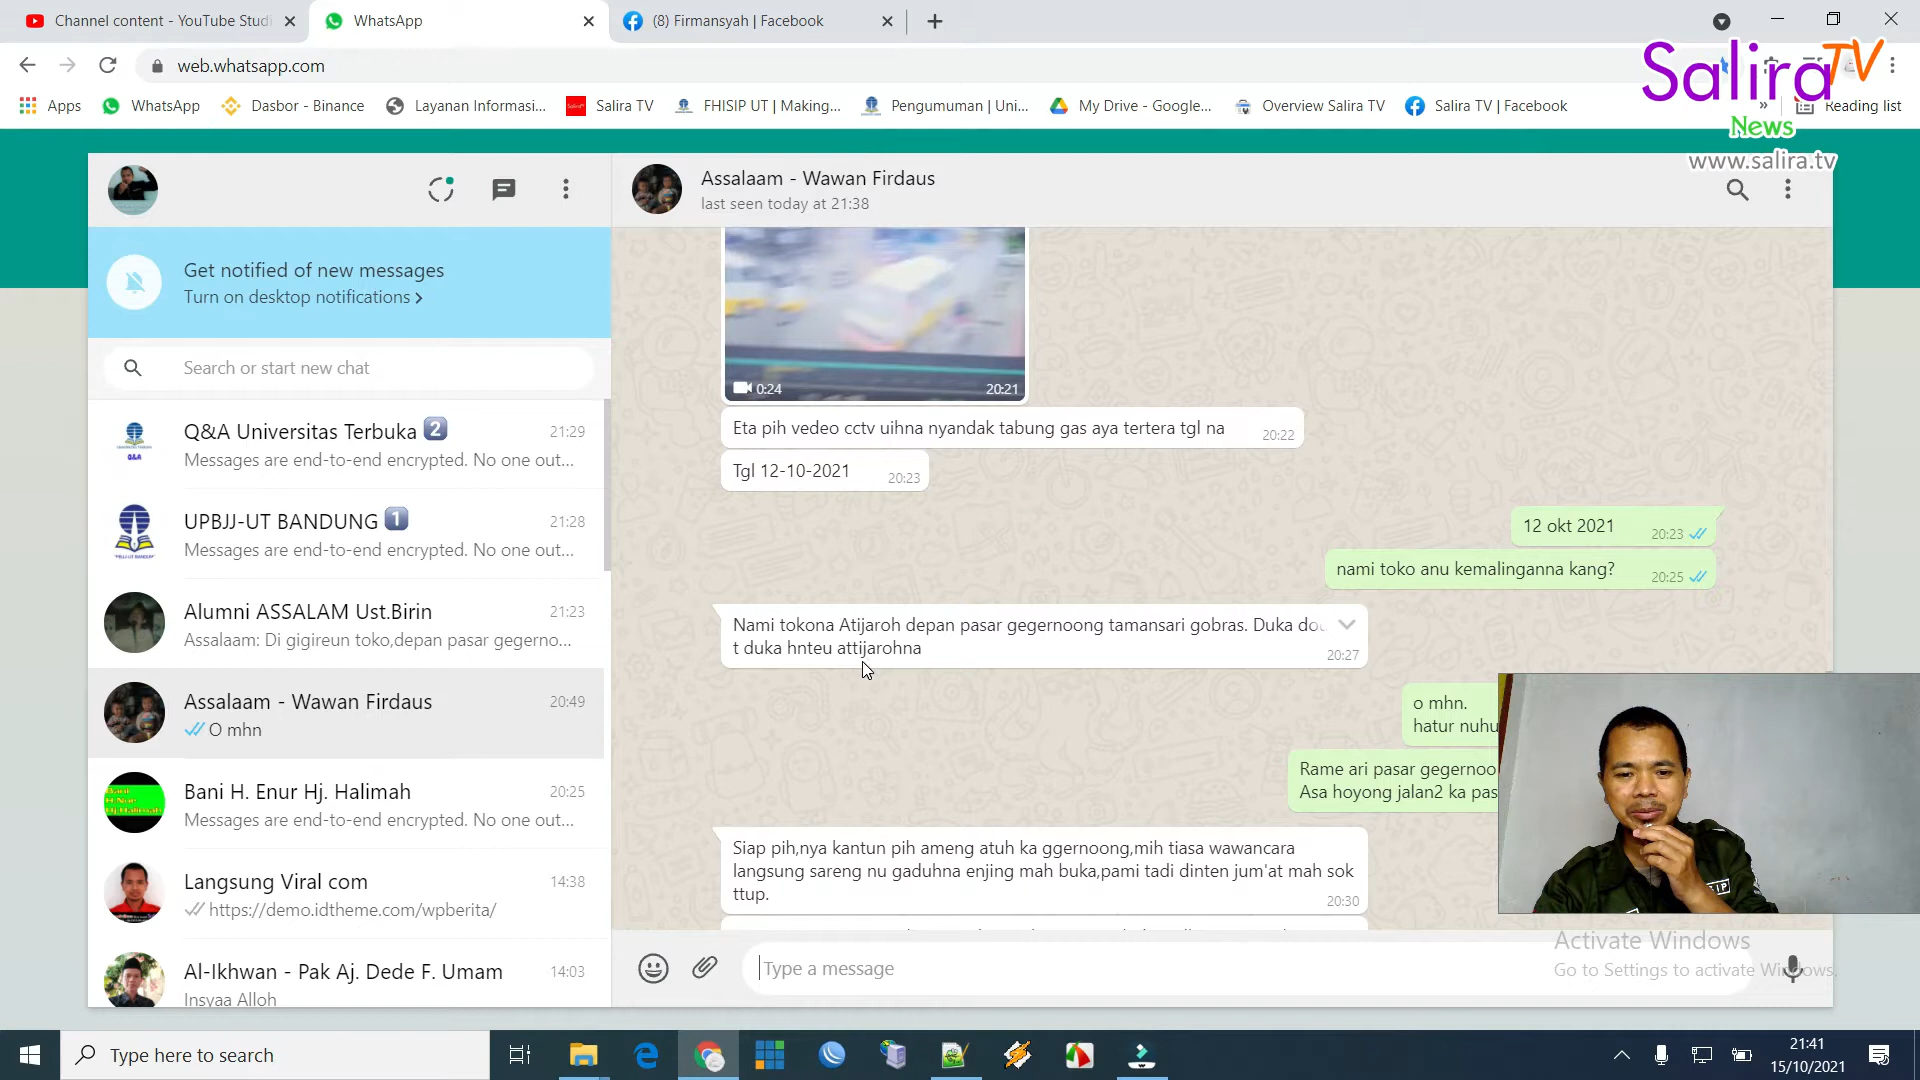 Channel content - YouTube Studi
WhatsApp
(8) Firmansyah | Facebook
web.whatsapp.com
Salira TV
News
www.salira.tv
Apps
WhatsApp
Dasbor - Binance
Layanan Informasi...
Salira TV
FHISIP UT | Making...
Pengumuman | Uni...
My Drive - Google...
Overview Salira TV
Salira TV | Facebook
»
Reading list
Assalaam - Wawan Firdaus
last seen today at 21:38
Get notified of new messages
Turn on desktop notifications >
Search or start new chat
Q&A Universitas Terbuka 2 21:29
Messages are end-to-end encrypted. No one out...
UPBJJ-UT BANDUNG 1 21:28
Messages are end-to-end encrypted. No one out...
Alumni ASSALAM Ust.Birin 21:23
Assalaam: Di gigireun toko,depan pasar gegerno...
Assalaam - Wawan Firdaus 20:49
O mhn
Bani H. Enur Hj. Halimah 20:25
Messages are end-to-end encrypted. No one out...
Langsung Viral com 14:38
https://demo.idtheme.com/wpberita/
Al-Ikhwan - Pak Aj. Dede F. Umam 14:03
Insyaa Alloh
0:24 20:21
Eta pih vedeo cctv uihna nyandak tabung gas aya tertera tgl na 20:22
Tgl 12-10-2021 20:23
12 okt 2021 20:23
nami toko anu kemalinganna kang? 20:25
Nami tokona Atijaroh depan pasar gegernoong tamansari gobras. Duka dou
t duka hnteu attijarohna 20:27
o mhn.
hatur nuhu
Rame ari pasar gegernoo
Asa hoyong jalan2 ka pas
Siap pih,nya kantun pih ameng atuh ka ggernoong,mih tiasa wawancara
langsung sareng nu gaduhna enjing mah buka,pami tadi dinten jum'at mah sok
ttup. 20:30
Type a message
Activate Windows
Go to Settings to activate Windows.
Type here to search
21:41
15/10/2021